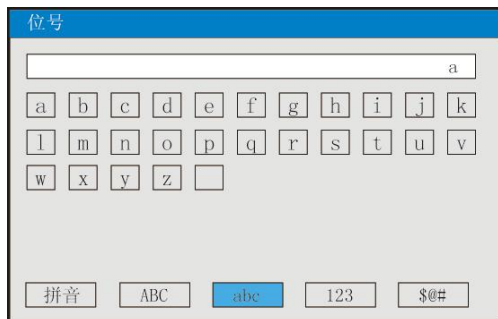 位号
a
a b c d e f g h i j k
l m n o p q r s t u v
w x y z
拼音 ABC abc 123 $@#